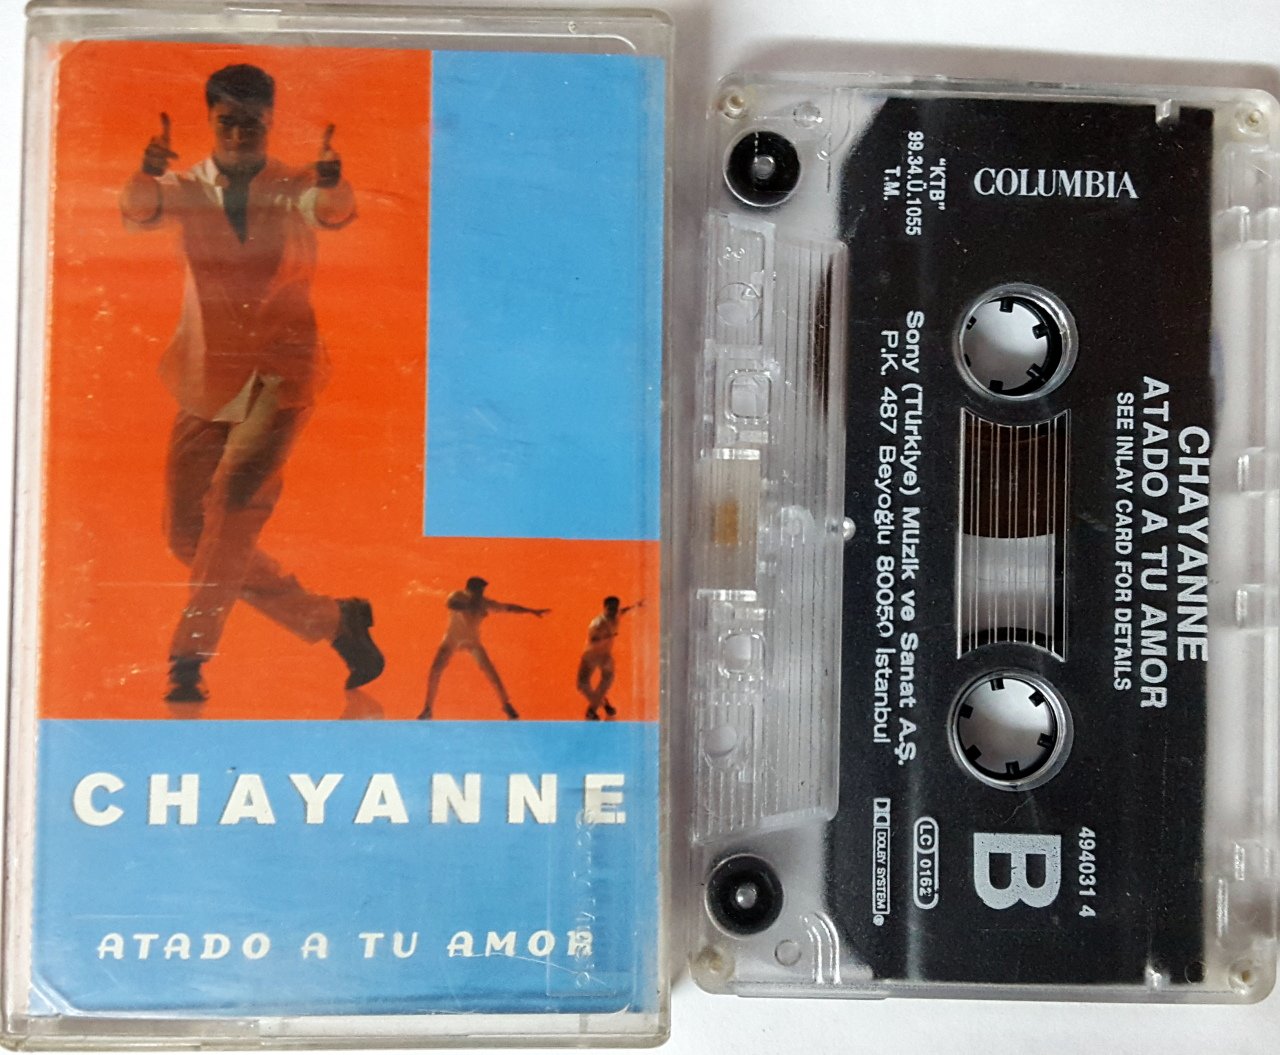 CHAYANNE
ATADO A TU AMOR
COLUMBIA
"KTB"
99.34.Ü.1055
T.M.
CHAYANNE
ATADO A TU AMOR
SEE INLAY CARD FOR DETAILS
Sony (Türkiye) Müzik ve Sanat A.Ş.
P.K. 487 Beyoğlu 80050 İstanbul
494031 4
B
LC 0162
DOLBY SYSTEM